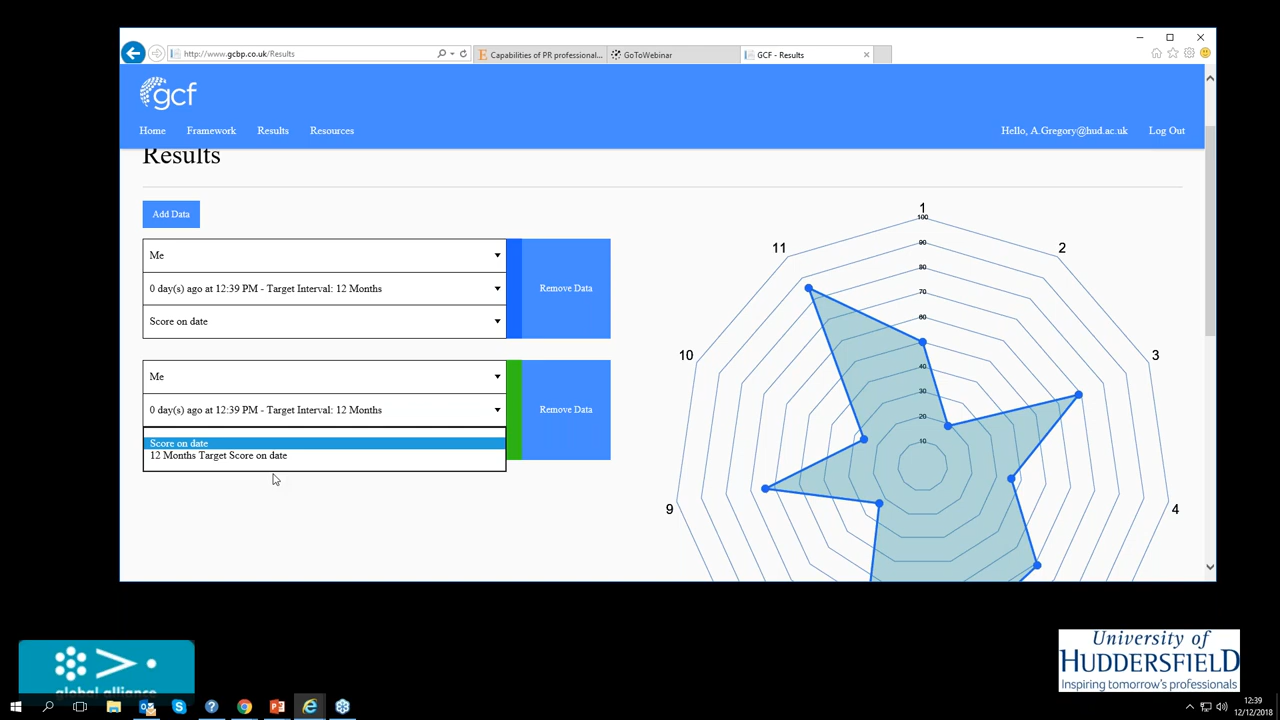 http://www.gcbp.co.uk/Results
Capabilities of PR professional...
GoToWebinar
GCF - Results
gcf
Home
Framework
Results
Resources
Hello, A.Gregory@hud.ac.uk
Log Out
Results
Add Data
Me
0 day(s) ago at 12:39 PM - Target Interval: 12 Months
Score on date
Remove Data
Me
0 day(s) ago at 12:39 PM - Target Interval: 12 Months
Score on date
12 Months Target Score on date
Remove Data
1
100
90
80
70
60
40
30
20
10
11
2
10
3
9
4
global alliance
University of
HUDDERSFIELD
Inspiring tomorrow's professionals
12:39
12/12/2018